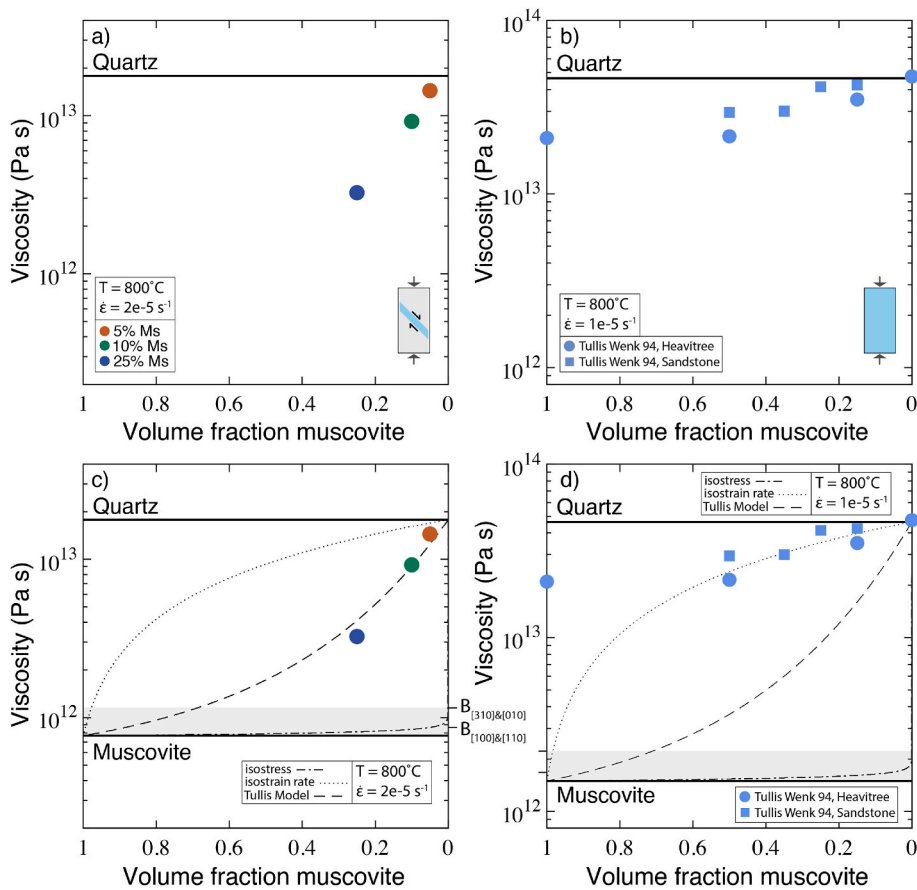 a)
Quartz
10^13
10^12
Viscosity (Pa s)
T = 800˚C
ε̇ = 2e-5 s^-1
5% Ms
10% Ms
25% Ms
1 0.8 0.6 0.4 0.2 0
Volume fraction muscovite
b)
10^14
Quartz
10^13
10^12
Viscosity (Pa s)
T = 800˚C
ε̇ = 1e-5 s^-1
Tullis Wenk 94, Heavitree
Tullis Wenk 94, Sandstone
1 0.8 0.6 0.4 0.2 0
Volume fraction muscovite
c)
Quartz
10^13
10^12
Viscosity (Pa s)
B[310]&[010]
B[100]&[110]
Muscovite
isostress
isostrain rate
Tullis Model
T = 800˚C
ε̇ = 2e-5 s^-1
1 0.8 0.6 0.4 0.2 0
Volume fraction muscovite
d)
10^14
isostress
isostrain rate
Tullis Model
T = 800˚C
ε̇ = 1e-5 s^-1
Quartz
10^13
10^12
Viscosity (Pa s)
Muscovite
Tullis Wenk 94, Heavitree
Tullis Wenk 94, Sandstone
1 0.8 0.6 0.4 0.2 0
Volume fraction muscovite